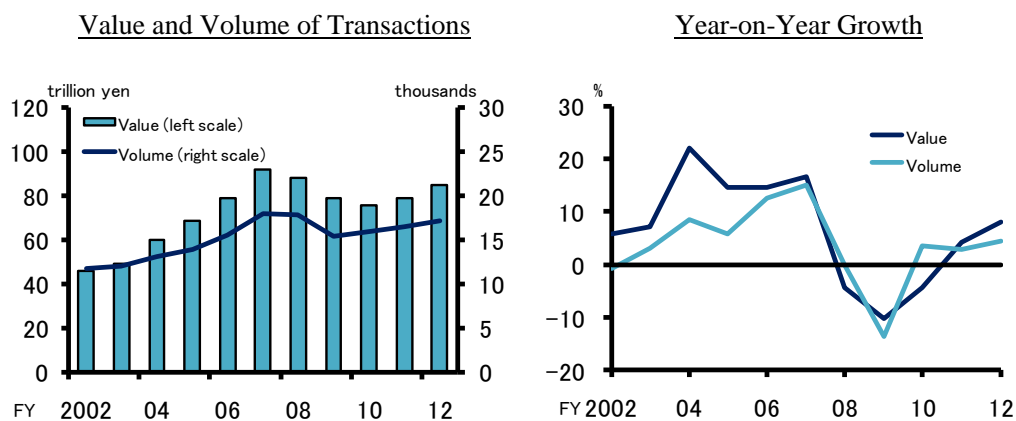 Value and Volume of Transactions
trillion yen
thousands
120
100
80
60
40
20
0
30
25
20
15
10
5
0
Value (left scale)
Volume (right scale)
FY 2002 04 06 08 10 12
Year-on-Year Growth
%
30
20
10
0
−10
−20
Value
Volume
FY 2002 04 06 08 10 12